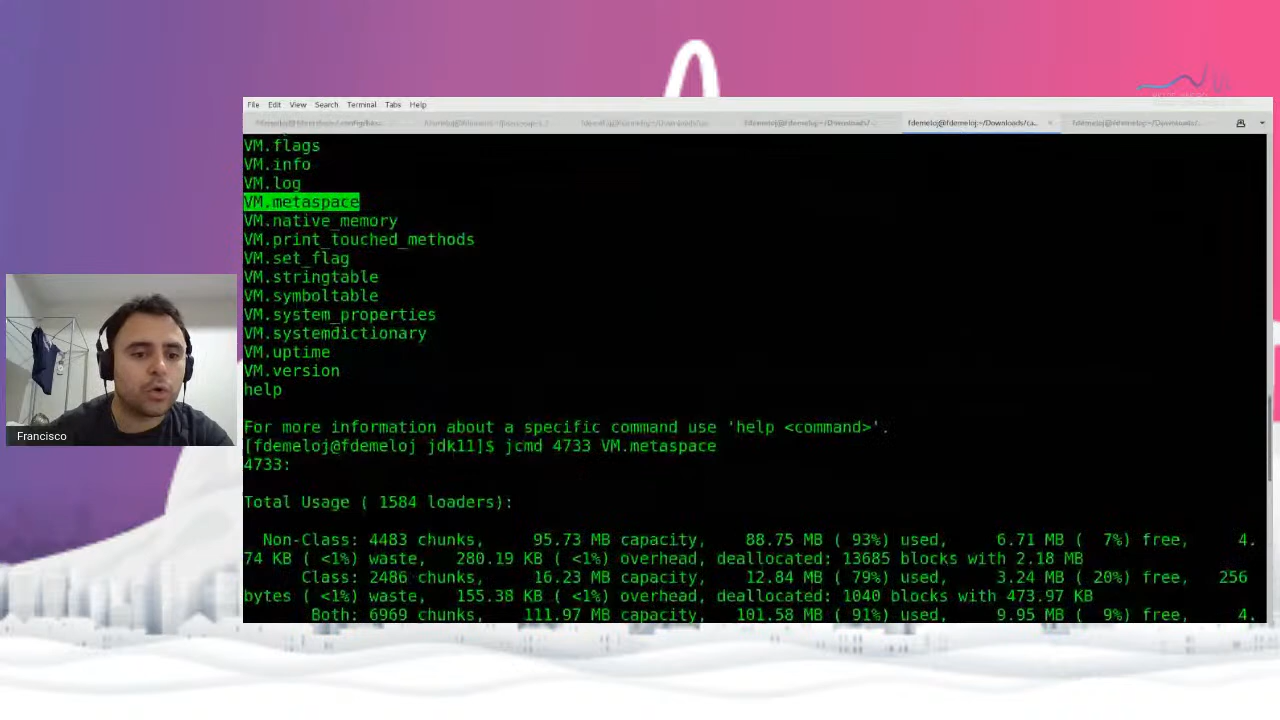 File Edit View Search Terminal Tabs Help
fdemeloj@fdemeloj:~/Downloads/ca...
VM.flags
VM.info
VM.log
VM.metaspace
VM.native_memory
VM.print_touched_methods
VM.set_flag
VM.stringtable
VM.symboltable
VM.system_properties
VM.systemdictionary
VM.uptime
VM.version
help
For more information about a specific command use 'help <command>'.
[fdemeloj@fdemeloj jdk11]$ jcmd 4733 VM.metaspace
4733:
Total Usage ( 1584 loaders):
Non-Class: 4483 chunks, 95.73 MB capacity, 88.75 MB ( 93%) used, 6.71 MB ( 7%) free, 4.
74 KB ( <1%) waste, 280.19 KB ( <1%) overhead, deallocated: 13685 blocks with 2.18 MB
Class: 2486 chunks, 16.23 MB capacity, 12.84 MB ( 79%) used, 3.24 MB ( 20%) free, 256
bytes ( <1%) waste, 155.38 KB ( <1%) overhead, deallocated: 1040 blocks with 473.97 KB
Both: 6969 chunks, 111.97 MB capacity, 101.58 MB ( 91%) used, 9.95 MB ( 9%) free, 4.
Francisco